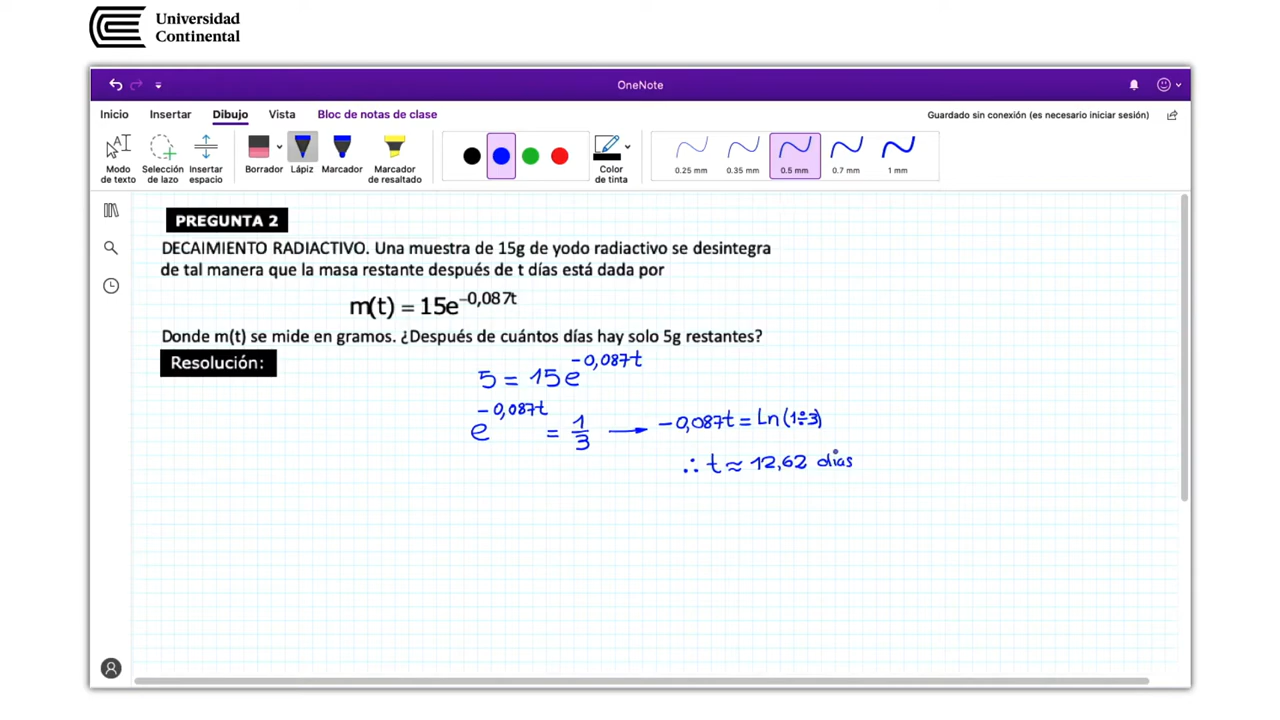 Universidad
Continental
OneNote
Inicio Insertar Dibujo Vista Bloc de notas de clase Guardado sin conexión (es necesario iniciar sesión)
Modo de texto Selección de lazo Insertar espacio Borrador Lápiz Marcador Marcador de resaltado Color de tinta 0.25 mm 0.35 mm 0.5 mm 0.7 mm 1 mm
PREGUNTA 2
DECAIMIENTO RADIACTIVO. Una muestra de 15g de yodo radiactivo se desintegra
de tal manera que la masa restante después de t días está dada por
m(t) = 15e^{-0,087t}
Donde m(t) se mide en gramos. ¿Después de cuántos días hay solo 5g restantes?
Resolución:
5 = 15e^{-0,087t}
e^{-0,087t} = 1/3 → -0,087t = Ln(1÷3)
∴ t ≈ 12,62 días